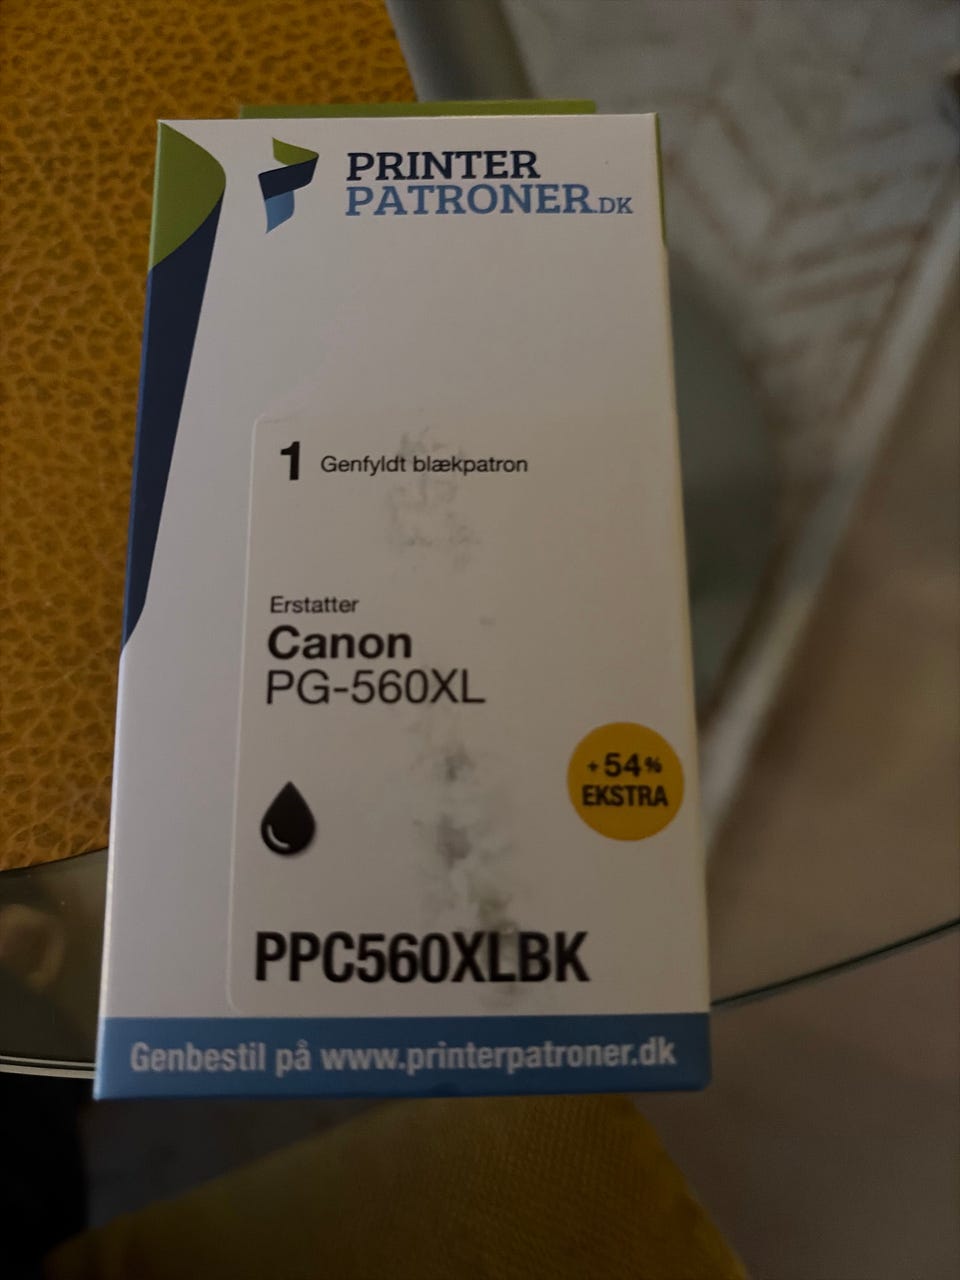 PRINTER
PATRONER.DK
1 Genfyldt blækpatron
Erstatter
Canon
PG-560XL
+54%
EKSTRA
PPC560XLBK
Genbestil på www.printerpatroner.dk